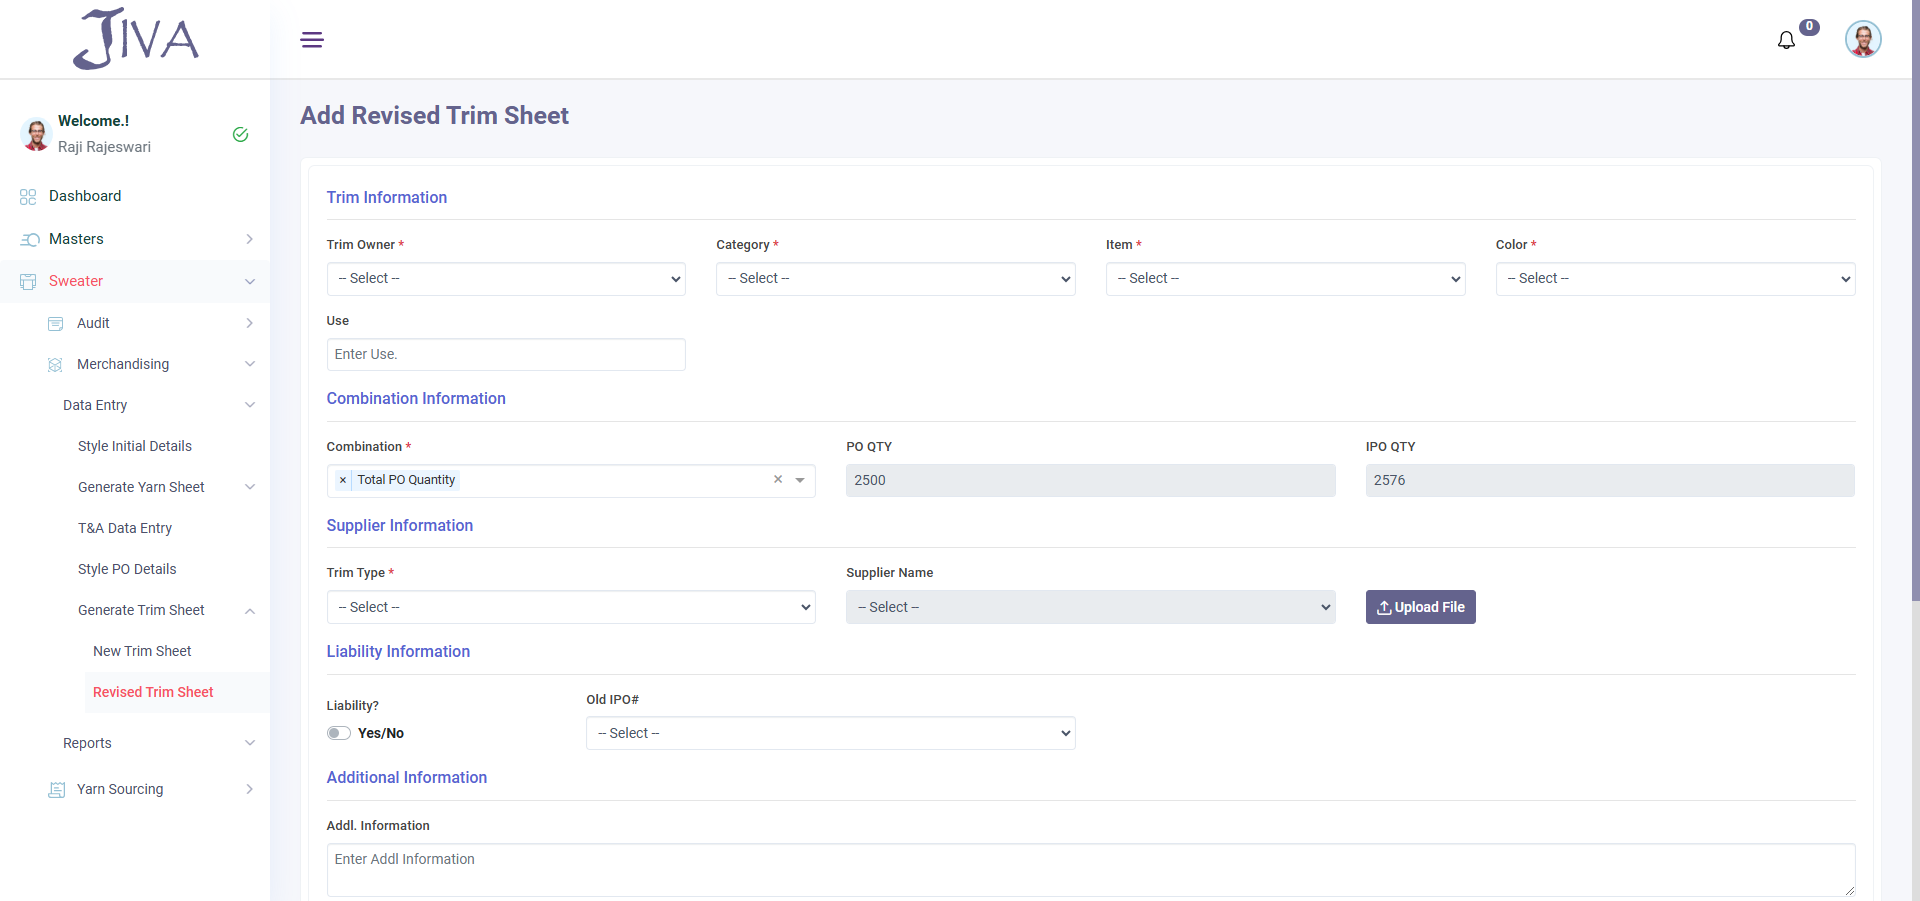 JIVA
0
Welcome.!
Raji Rajeswari
Dashboard
Masters
Sweater
Audit
Merchandising
Data Entry
Style Initial Details
Generate Yarn Sheet
T&A Data Entry
Style PO Details
Generate Trim Sheet
New Trim Sheet
Revised Trim Sheet
Reports
Yarn Sourcing
Add Revised Trim Sheet
Trim Information
Trim Owner * Category * Item * Color *
-- Select -- -- Select -- -- Select -- -- Select --
Use
Enter Use.
Combination Information
Combination * PO QTY IPO QTY
× Total PO Quantity × 2500 2576
Supplier Information
Trim Type * Supplier Name
-- Select -- -- Select -- Upload File
Liability Information
Liability? Old IPO#
Yes/No -- Select --
Additional Information
Addl. Information
Enter Addl Information